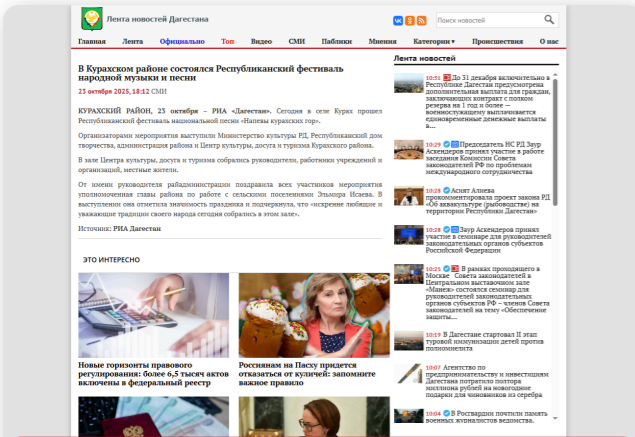 Лента новостей Дагестана
Поиск новостей
Главная Лента Официально Топ Видео СМИ Паблики Мнения Категории ▾ Происшествия О нас
В Курахском районе состоялся Республиканский фестиваль
народной музыки и песни
23 октября 2025, 18:12 СМИ
КУРАХСКИЙ РАЙОН, 23 октября – РИА «Дагестан». Сегодня в селе Курах прошел
Республиканский фестиваль национальной песни «Напевы курахских гор».
Организаторами мероприятия выступили Министерство культуры РД, Республиканский дом
творчества, администрация района и Центр культуры, досуга и туризма Курахского района.
В зале Центра культуры, досуга и туризма собрались руководители, работники учреждений и
организаций, местные жители.
От имени руководителя райадминистрации поздравила всех участников мероприятия
уполномоченная главы района по работе с сельскими поселениями Эльмира Исаева. В
выступлении она отметила значимость праздника и подчеркнула, что «искренне любящие и
уважающие традиции своего народа сегодня собрались в этом зале».
Источник: РИА Дагестан
ЭТО ИНТЕРЕСНО
Новые горизонты правового
регулирования: более 6,5 тысяч актов
включены в федеральный реестр
Россиянам на Пасху придется
отказаться от куличей: запомните
важное правило
Лента новостей
10:31 До 31 декабря включительно в
Республике Дагестан предусмотрена
дополнительная выплата для граждан,
заключающих контракт с полком
резерва на 1 год и более —
военнослужащему выплачивается
единовременные денежные выплаты
в...
10:29 Председатель НС РД Заур
Аскендеров принял участие в работе
заседания Комиссии Совета
законодателей РФ по проблемам
международного сотрудничества
10:28 Асият Алиева
прокомментировала проект закона РД
«Об аквакультуре (рыбоводстве) на
территории Республики Дагестан»
10:28 Заур Аскендеров принял
участие в семинаре для руководителей
законодательных органов субъектов
Российской Федерации
10:25 В рамках проходящего в
Москве Совета законодателей в
Центральном выставочном зале
«Манеж» состоялся семинар для
руководителей законодательных
органов субъектов РФ – членов Совета
законодателей на тему «Обеспечение
защиты...
10:19 В Дагестане стартовал II этап
туровой иммунизации детей против
полиомиелита
10:07 Агентство по
предпринимательству и инвестициям
Дагестана потратило полтора
миллиона рублей на новогодние
подарки для чиновников из серебра
10:04 В Росгвардии почтили память
военных журналистов ведомства,